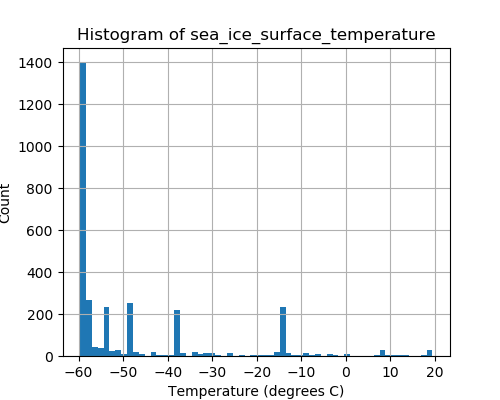 Histogram of sea_ice_surface_temperature
1400
1200
1000
800
600
400
200
0
Count
−60 −50 −40 −30 −20 −10 0 10 20
Temperature (degrees C)